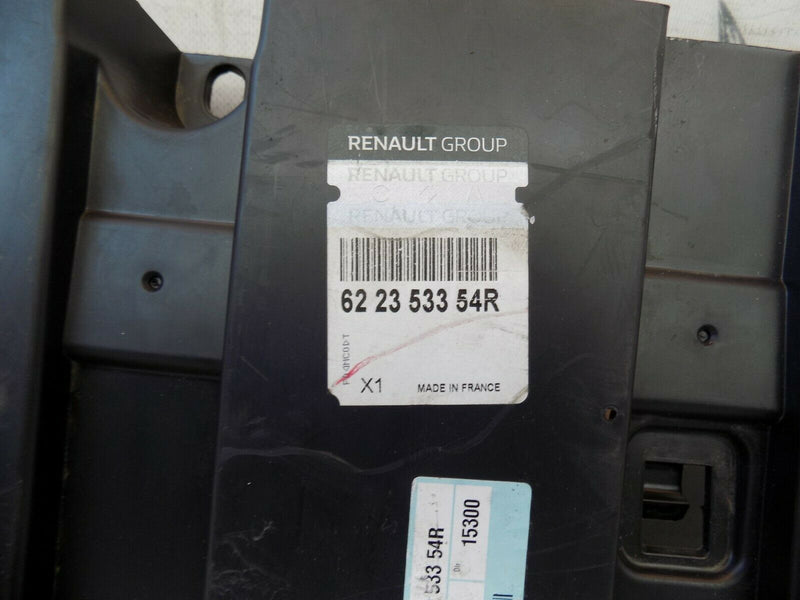 RENAULT GROUP
RENAULT GROUP
RENAULT GROUP
62 23 533 54R
X1
MADE IN FRANCE
533 54R
15300